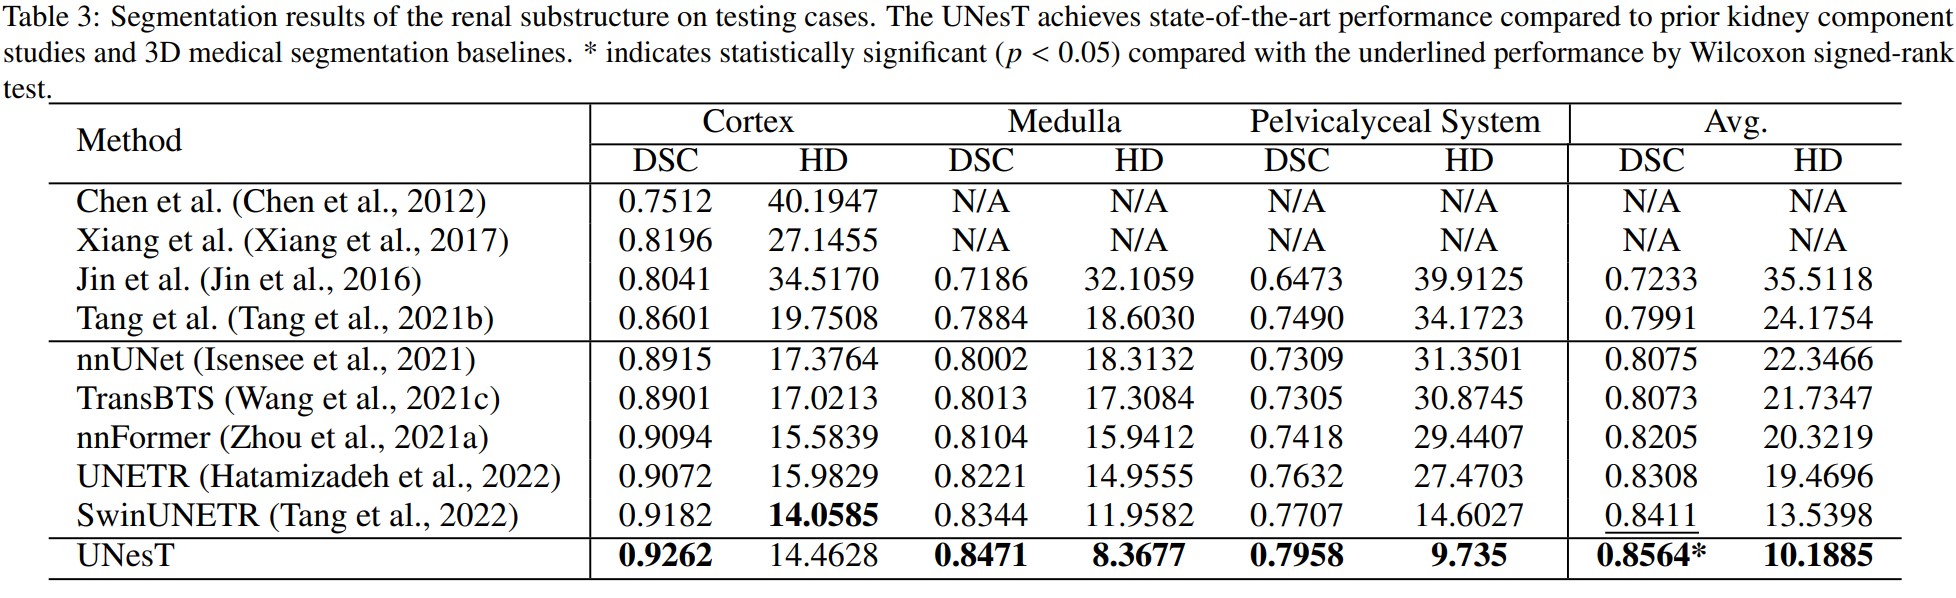 Table 3: Segmentation results of the renal substructure on testing cases. The UNesT achieves state-of-the-art performance compared to prior kidney component
studies and 3D medical segmentation baselines. * indicates statistically significant (p < 0.05) compared with the underlined performance by Wilcoxon signed-rank
test.
Method Cortex Medulla Pelvicalyceal System Avg.
DSC HD DSC HD DSC HD DSC HD
Chen et al. (Chen et al., 2012) 0.7512 40.1947 N/A N/A N/A N/A N/A N/A
Xiang et al. (Xiang et al., 2017) 0.8196 27.1455 N/A N/A N/A N/A N/A N/A
Jin et al. (Jin et al., 2016) 0.8041 34.5170 0.7186 32.1059 0.6473 39.9125 0.7233 35.5118
Tang et al. (Tang et al., 2021b) 0.8601 19.7508 0.7884 18.6030 0.7490 34.1723 0.7991 24.1754
nnUNet (Isensee et al., 2021) 0.8915 17.3764 0.8002 18.3132 0.7309 31.3501 0.8075 22.3466
TransBTS (Wang et al., 2021c) 0.8901 17.0213 0.8013 17.3084 0.7305 30.8745 0.8073 21.7347
nnFormer (Zhou et al., 2021a) 0.9094 15.5839 0.8104 15.9412 0.7418 29.4407 0.8205 20.3219
UNETR (Hatamizadeh et al., 2022) 0.9072 15.9829 0.8221 14.9555 0.7632 27.4703 0.8308 19.4696
SwinUNETR (Tang et al., 2022) 0.9182 14.0585 0.8344 11.9582 0.7707 14.6027 0.8411 13.5398
UNesT 0.9262 14.4628 0.8471 8.3677 0.7958 9.735 0.8564* 10.1885